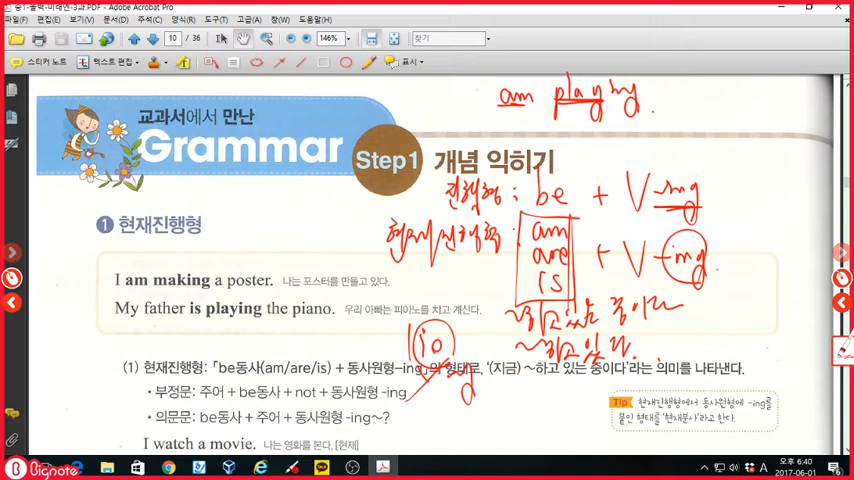 중1-올백-미래엔-3과.PDF - Adobe Acrobat Pro
파일(F) 편집(E) 보기(V) 문서(D) 주석(C) 양식(R) 도구(T) 고급(A) 창(W) 도움말(H)
10 / 36 146% 찾기
스티커 노트 텍스트 편집 표시
am playing.
교과서에서 만난
Grammar
Step1 개념 익히기
진행형 : be + V ing
1 현재진행형
현재진행형 : am are is + V -ing.
I am making a poster. 나는 포스터를 만들고 있다.
My father is playing the piano. 우리 아빠는 피아노를 치고 계신다.
~하고 있는 중이다
~하고 있다.
(1) 현재진행형: 「be동사(am/are/is) + 동사원형-ing」의 형태로, '(지금) ~하고 있는 중이다'라는 의미를 나타낸다.
• 부정문: 주어 + be동사 + not + 동사원형 -ing
• 의문문: be동사 + 주어 + 동사원형 -ing~?
Tip 현재진행형에서 동사원형에 -ing를
붙인 형태를 '현재분사'라고 한다.
I watch a movie. 나는 영화를 본다. [현재]
Bignote
A
오후 6:40
2017-06-01